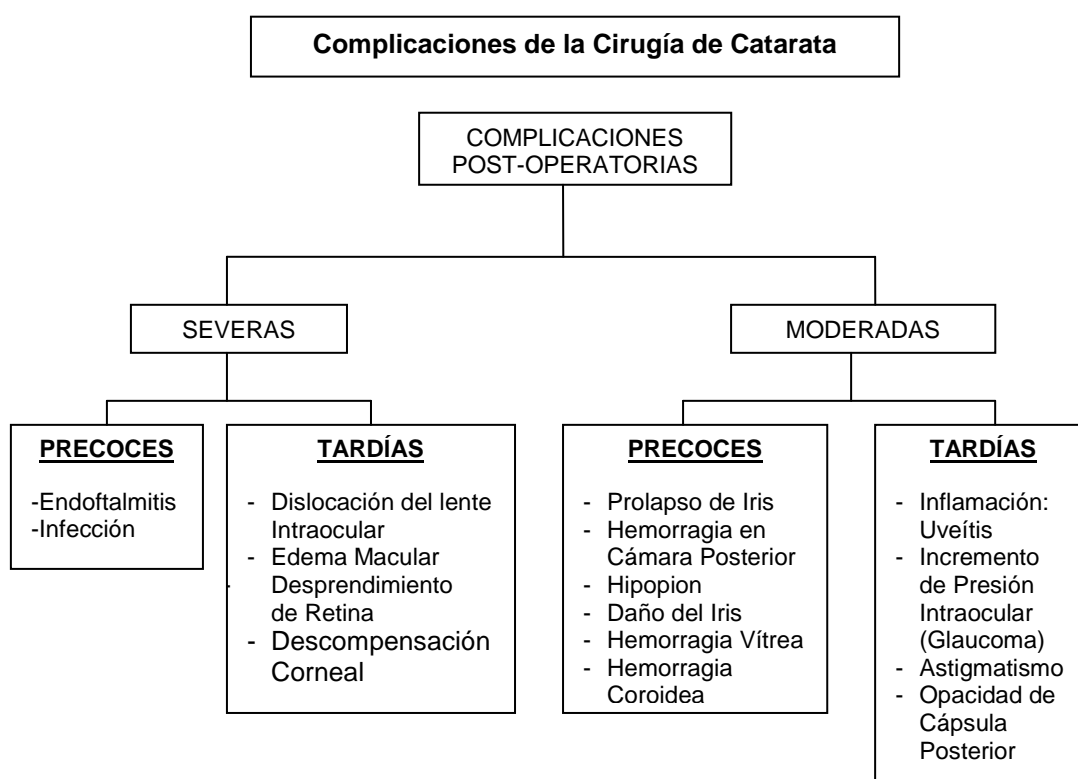 Complicaciones de la Cirugía de Catarata
COMPLICACIONES
POST-OPERATORIAS
SEVERAS
MODERADAS
PRECOCES
-Endoftalmitis
-Infección
TARDÍAS
- Dislocación del lente
Intraocular
- Edema Macular
- Desprendimiento
de Retina
- Descompensación
Corneal
PRECOCES
- Prolapso de Iris
- Hemorragia en
Cámara Posterior
- Hipopion
- Daño del Iris
- Hemorragia Vítrea
- Hemorragia
Coroidea
TARDÍAS
- Inflamación:
Uveítis
- Incremento
de Presión
Intraocular
(Glaucoma)
- Astigmatismo
- Opacidad de
Cápsula
Posterior